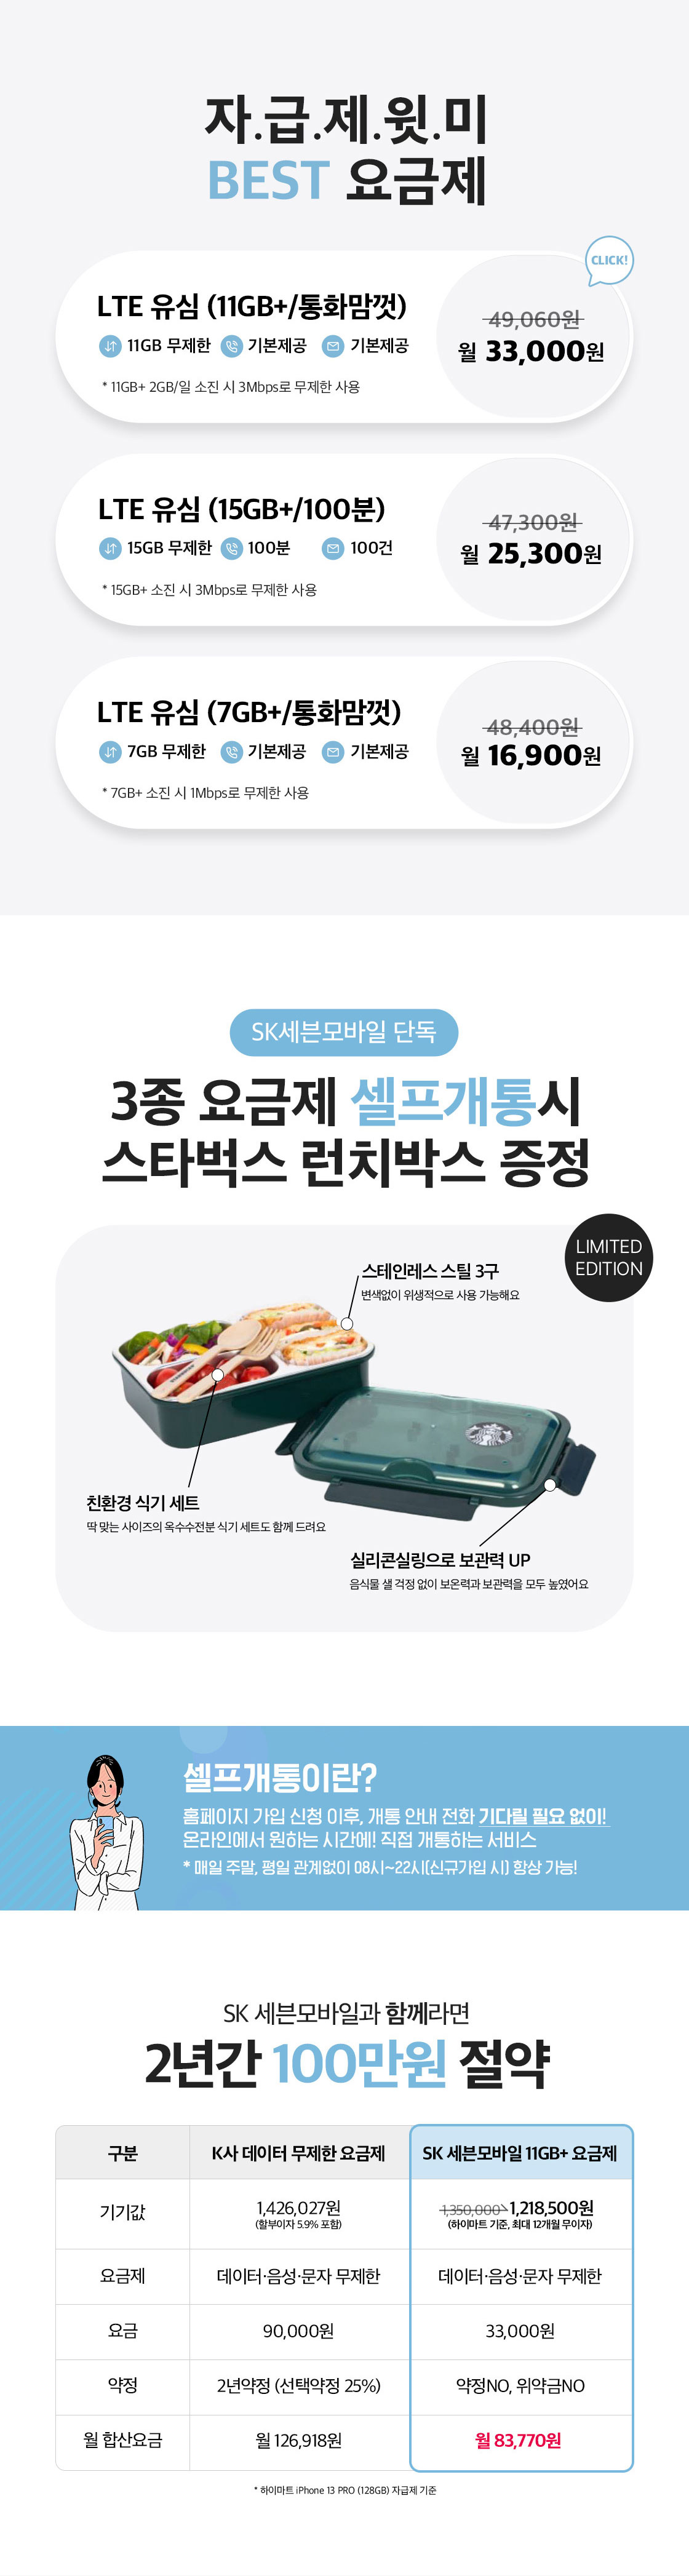 자.급.제.윗.미
BEST 요금제
CLICK!
LTE 유심 (11GB+/통화맘껏)
11GB 무제한 기본제공 기본제공
* 11GB+ 2GB/일 소진 시 3Mbps로 무제한 사용
49,060원
월 33,000원
LTE 유심 (15GB+/100분)
15GB 무제한 100분 100건
* 15GB+ 소진 시 3Mbps로 무제한 사용
47,300원
월 25,300원
LTE 유심 (7GB+/통화맘껏)
7GB 무제한 기본제공 기본제공
* 7GB+ 소진 시 1Mbps로 무제한 사용
48,400원
월 16,900원
SK세븐모바일 단독
3종 요금제 셀프개통시
스타벅스 런치박스 증정
LIMITED
EDITION
스테인레스 스틸 3구
변색없이 위생적으로 사용 가능해요
친환경 식기 세트
딱 맞는 사이즈의 옥수수전분 식기 세트도 함께 드려요
실리콘실링으로 보관력 UP
음식물 샐 걱정 없이 보온력과 보관력을 모두 높였어요
셀프개통이란?
홈페이지 가입 신청 이후, 개통 안내 전화 기다릴 필요 없이!
온라인에서 원하는 시간에! 직접 개통하는 서비스
* 매일 주말, 평일 관계없이 08시~22시(신규가입 시) 항상 가능!
SK 세븐모바일과 함께라면
2년간 100만원 절약
구분 K사 데이터 무제한 요금제 SK 세븐모바일 11GB+ 요금제
기기값 1,426,027원 1,350,000 1,218,500원
(할부이자 5.9% 포함) (하이마트 기준, 최대 12개월 무이자)
요금제 데이터·음성·문자 무제한 데이터·음성·문자 무제한
요금 90,000원 33,000원
약정 2년약정 (선택약정 25%) 약정NO, 위약금NO
월 합산요금 월 126,918원 월 83,770원
* 하이마트 iPhone 13 PRO (128GB) 자급제 기준